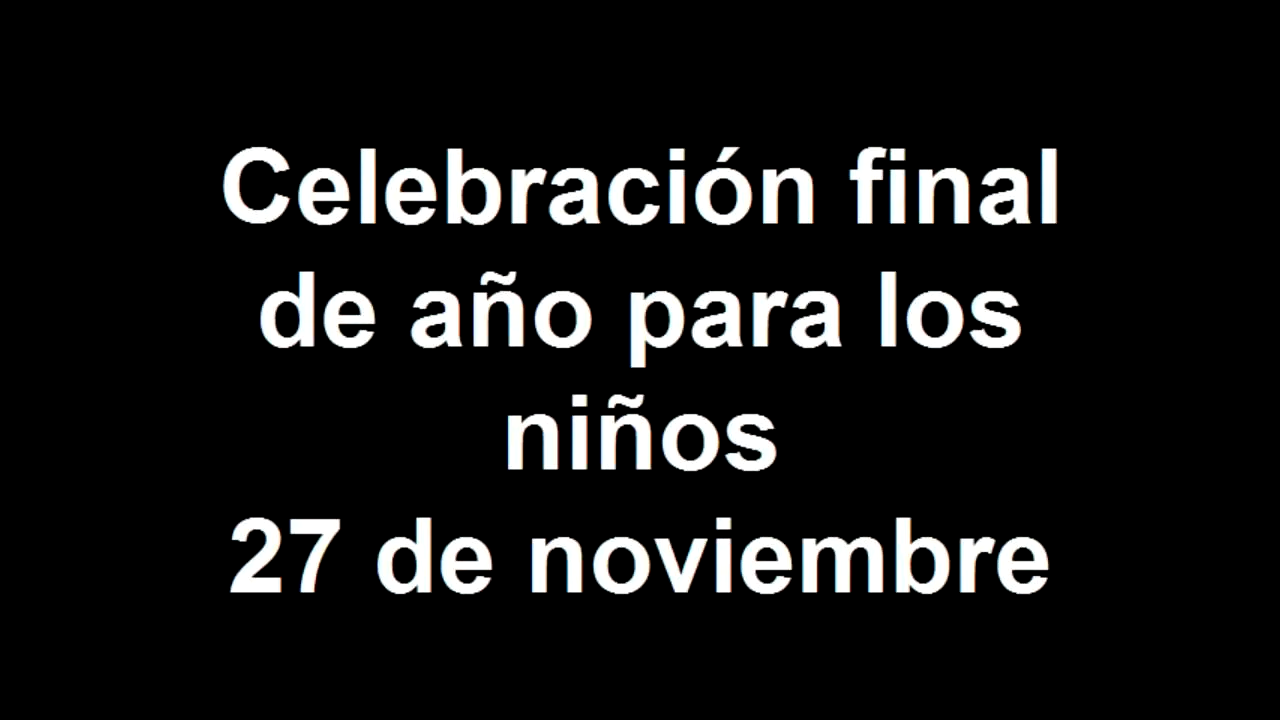 Celebración final
de año para los
niños
27 de noviembre